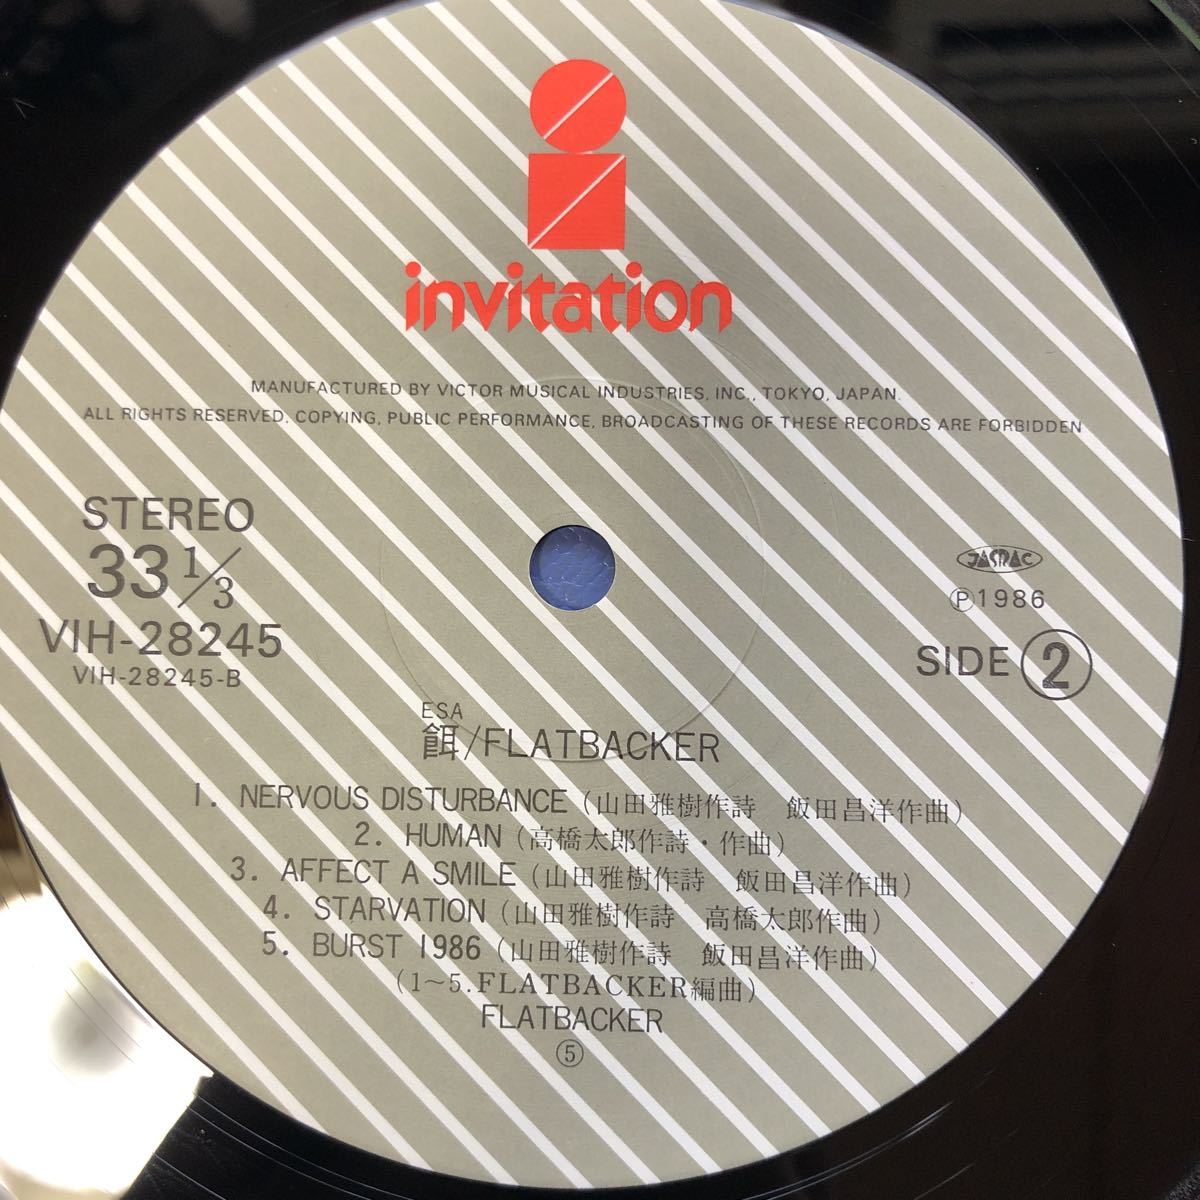 invitation
MANUFACTURED BY VICTOR MUSICAL INDUSTRIES, INC., TOKYO, JAPAN.
ALL RIGHTS RESERVED, COPYING, PUBLIC PERFORMANCE, BROADCASTING OF THESE RECORDS ARE FORBIDDEN
STEREO
33 1/3
VIH-28245
VIH-28245-B
JASRAC
Ⓟ1986
SIDE ②
ESA
餌/FLATBACKER
1. NERVOUS DISTURBANCE (山田雅樹作詩 飯田昌洋作曲)
2. HUMAN (高橋太郎作詩・作曲)
3. AFFECT A SMILE (山田雅樹作詩 飯田昌洋作曲)
4. STARVATION (山田雅樹作詩 高橋太郎作曲)
5. BURST 1986 (山田雅樹作詩 飯田昌洋作曲)
(1～5.FLATBACKER編曲)
FLATBACKER
⑤